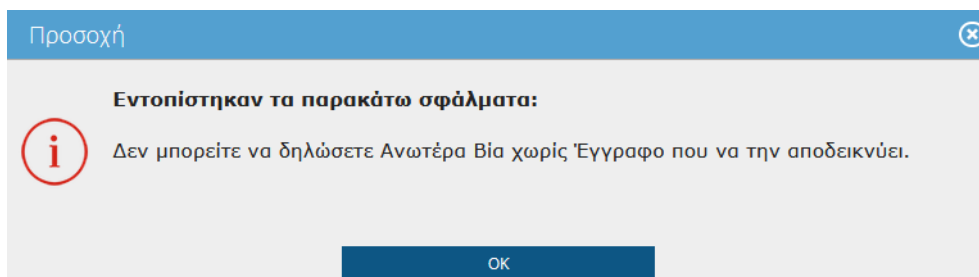 Προσοχή
Εντοπίστηκαν τα παρακάτω σφάλματα:
Δεν μπορείτε να δηλώσετε Ανωτέρα Βία χωρίς Έγγραφο που να την αποδεικνύει.
OK